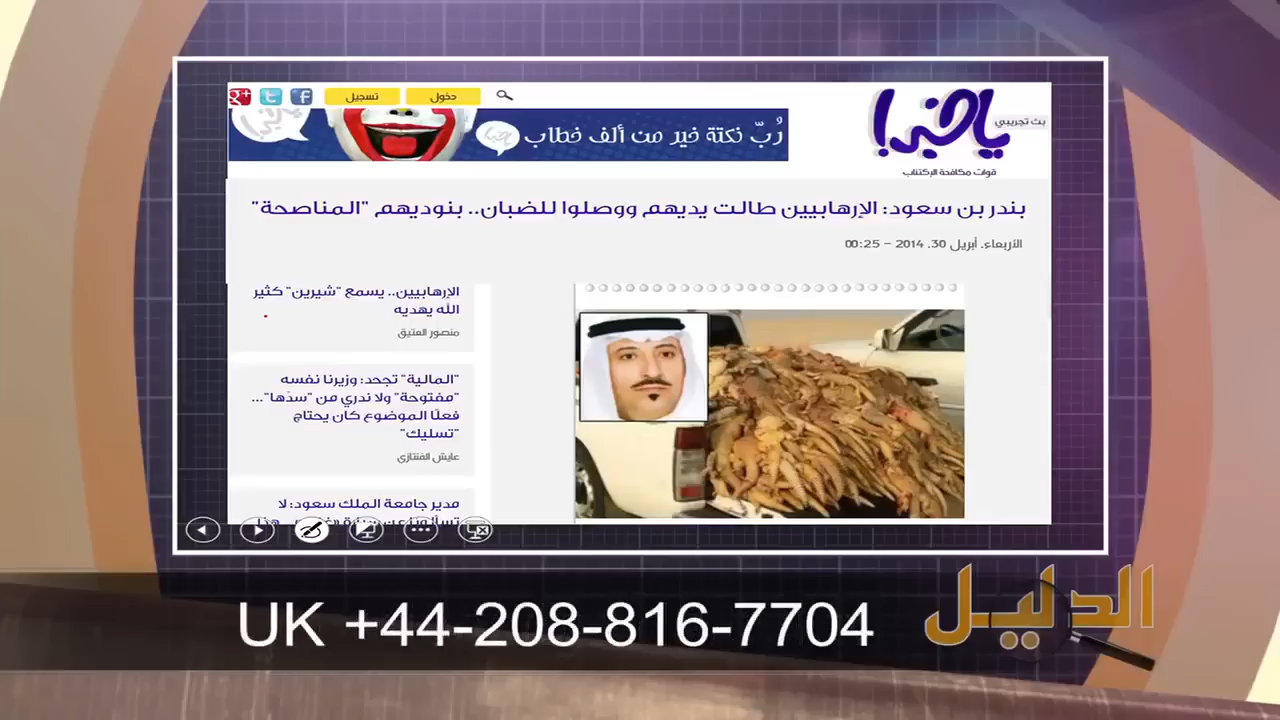 دخول
تسجيل
رُبّ نكتة خير من ألف خطاب
ياخبر!
بث تجريبي
قوات مكافحة الإكتئاب
بندر بن سعود: الإرهابيين طالت يديهم ووصلوا للضبان.. بنوديهم "المناصحة"
الأربعاء, أبريل 30, 2014 - 00:25
الإرهابيين.. يسمع "شيرين" كثير
الله يهديه
منصور العتيق
"المالية" تجحد: وزيرنا نفسه
"مفتوحة" ولا ندري من "سدّها"...
فعلًا الموضوع كان يحتاج
"تسليك"
عايش الفنتازي
مدير جامعة الملك سعود: لا
الدليل
UK +44-208-816-7704